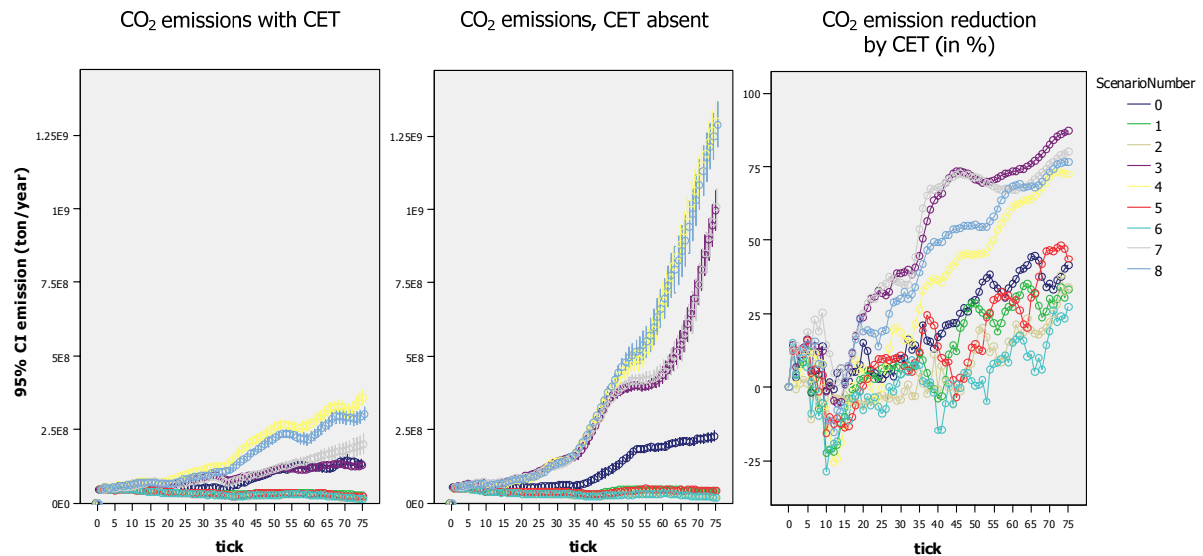 CO₂ emissions with CET
CO₂ emissions, CET absent
CO₂ emission reduction
by CET (in %)
95% CI emission (ton/year)
1.25E9
1E9
7.5E8
5E8
2.5E8
0E0
0 5 10 15 20 25 30 35 40 45 50 55 60 65 70 75
tick
1.25E9
1E9
7.5E8
5E8
2.5E8
0E0
0 5 10 15 20 25 30 35 40 45 50 55 60 65 70 75
tick
100
75
50
25
0
-25
0 5 10 15 20 25 30 35 40 45 50 55 60 65 70 75
tick
ScenarioNumber
0
1
2
3
4
5
6
7
8